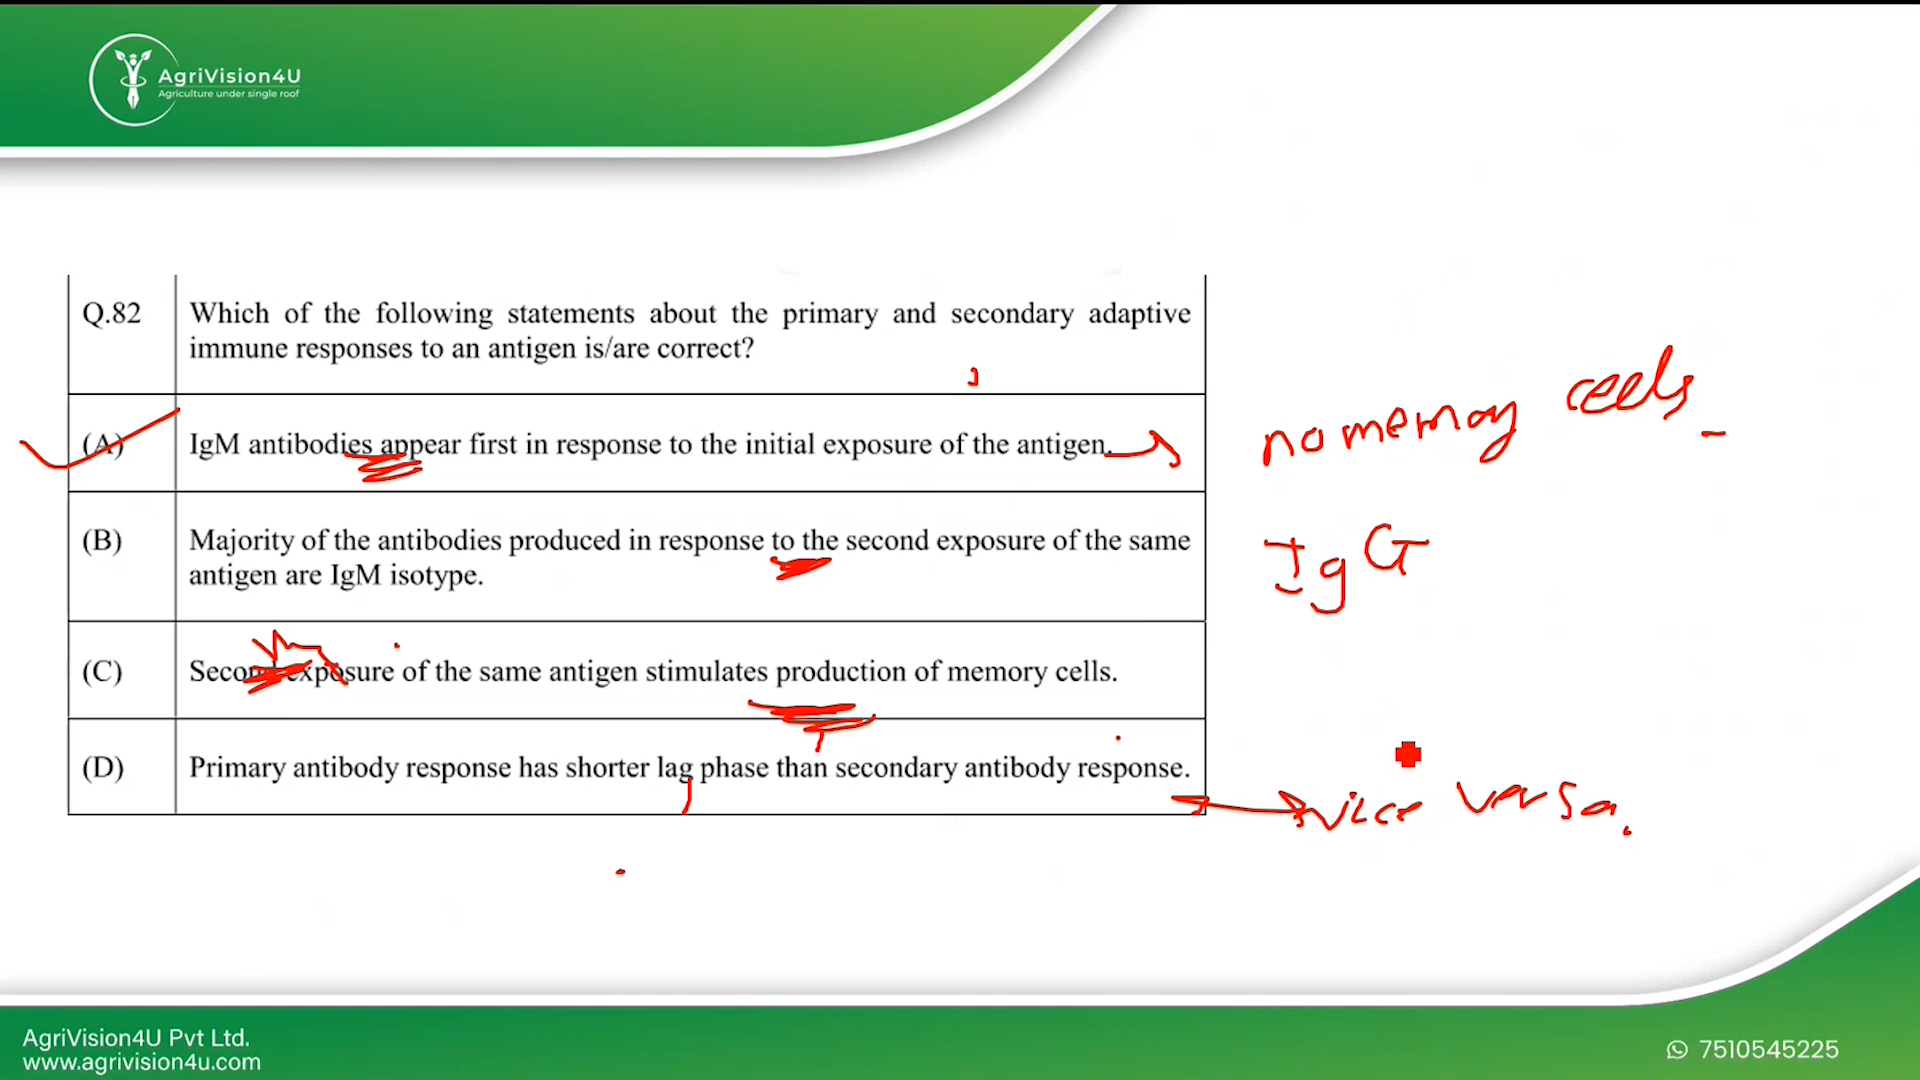 AgriVision4U
Agriculture under single roof
Q.82 Which of the following statements about the primary and secondary adaptive
immune responses to an antigen is/are correct?
(A) IgM antibodies appear first in response to the initial exposure of the antigen.
no memory cells
(B) Majority of the antibodies produced in response to the second exposure of the same
antigen are IgM isotype.
IgG
(C) Second exposure of the same antigen stimulates production of memory cells.
(D) Primary antibody response has shorter lag phase than secondary antibody response.
vice versa.
AgriVision4U Pvt Ltd.
www.agrivision4u.com
7510545225